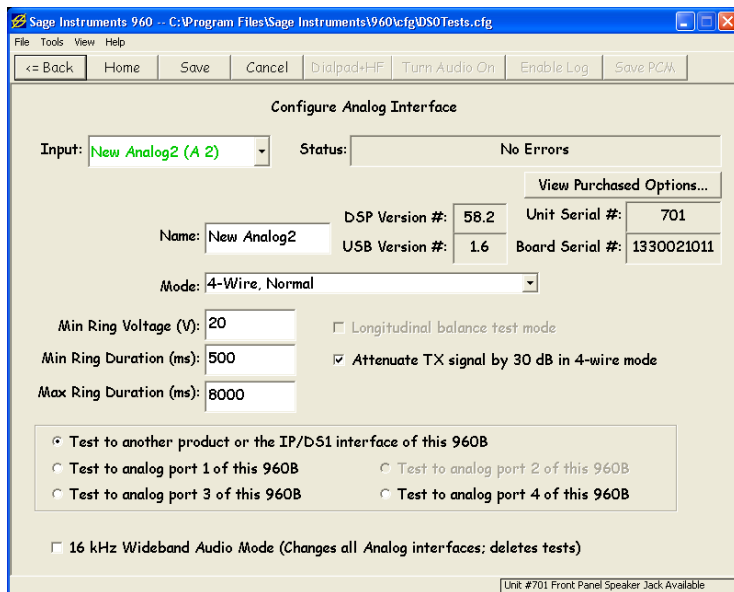 Sage Instruments 960 -- C:\Program Files\Sage Instruments\960\cfg\DS0Tests.cfg
File Tools View Help
<= Back Home Save Cancel Dialpad+HF Turn Audio On Enable Log Save PCM
Configure Analog Interface
Input: New Analog2 (A 2) Status: No Errors
View Purchased Options...
DSP Version #: 58.2 Unit Serial #: 701
Name: New Analog2 USB Version #: 1.6 Board Serial #: 1330021011
Mode: 4-Wire, Normal
Min Ring Voltage (V): 20 Longitudinal balance test mode
Min Ring Duration (ms): 500 Attenuate TX signal by 30 dB in 4-wire mode
Max Ring Duration (ms): 8000
Test to another product or the IP/DS1 interface of this 960B
Test to analog port 1 of this 960B Test to analog port 2 of this 960B
Test to analog port 3 of this 960B Test to analog port 4 of this 960B
16 kHz Wideband Audio Mode (Changes all Analog interfaces; deletes tests)
Unit #701 Front Panel Speaker Jack Available